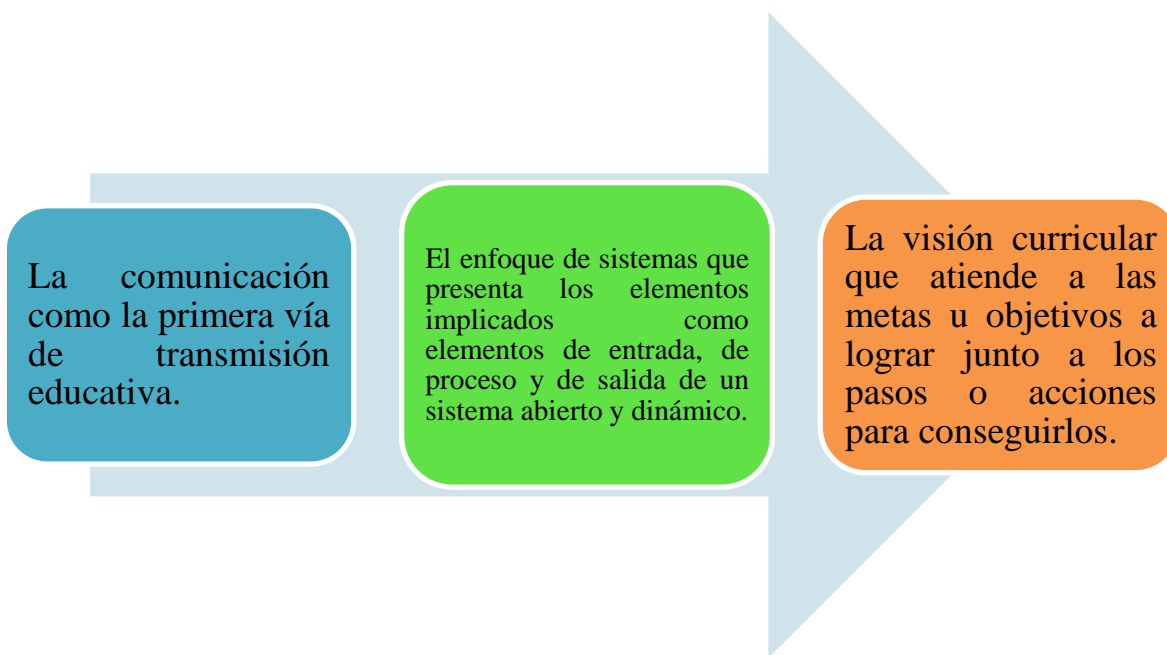 La comunicación
como la primera vía
de transmisión
educativa.
El enfoque de sistemas que
presenta los elementos
implicados como
elementos de entrada, de
proceso y de salida de un
sistema abierto y dinámico.
La visión curricular
que atiende a las
metas u objetivos a
lograr junto a los
pasos o acciones
para conseguirlos.